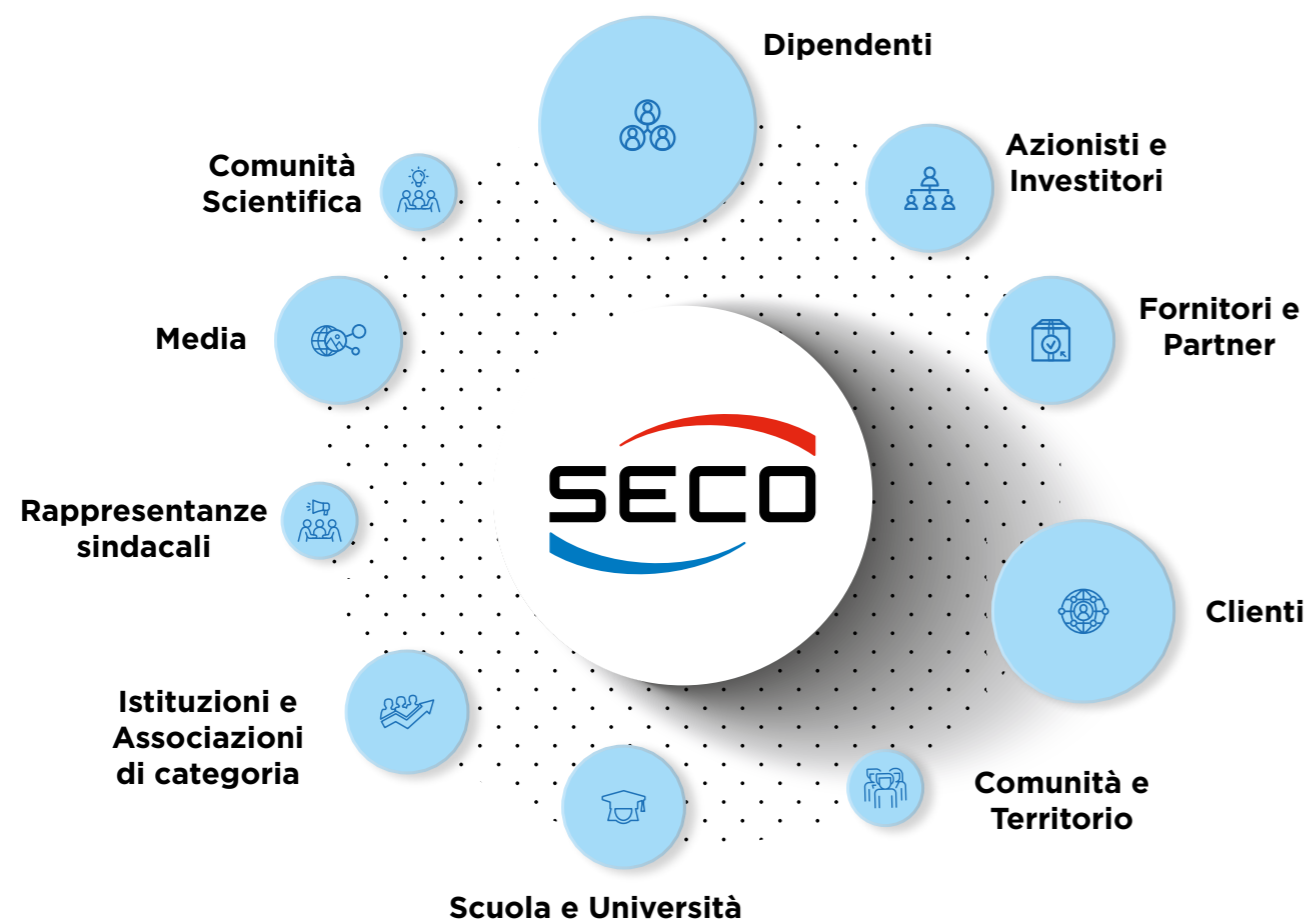 Dipendenti
Azionisti e
Investitori
Fornitori e
Partner
Clienti
Comunità e
Territorio
Scuola e Università
Istituzioni e
Associazioni
di categoria
Rappresentanze
sindacali
Media
Comunità
Scientifica
SECO